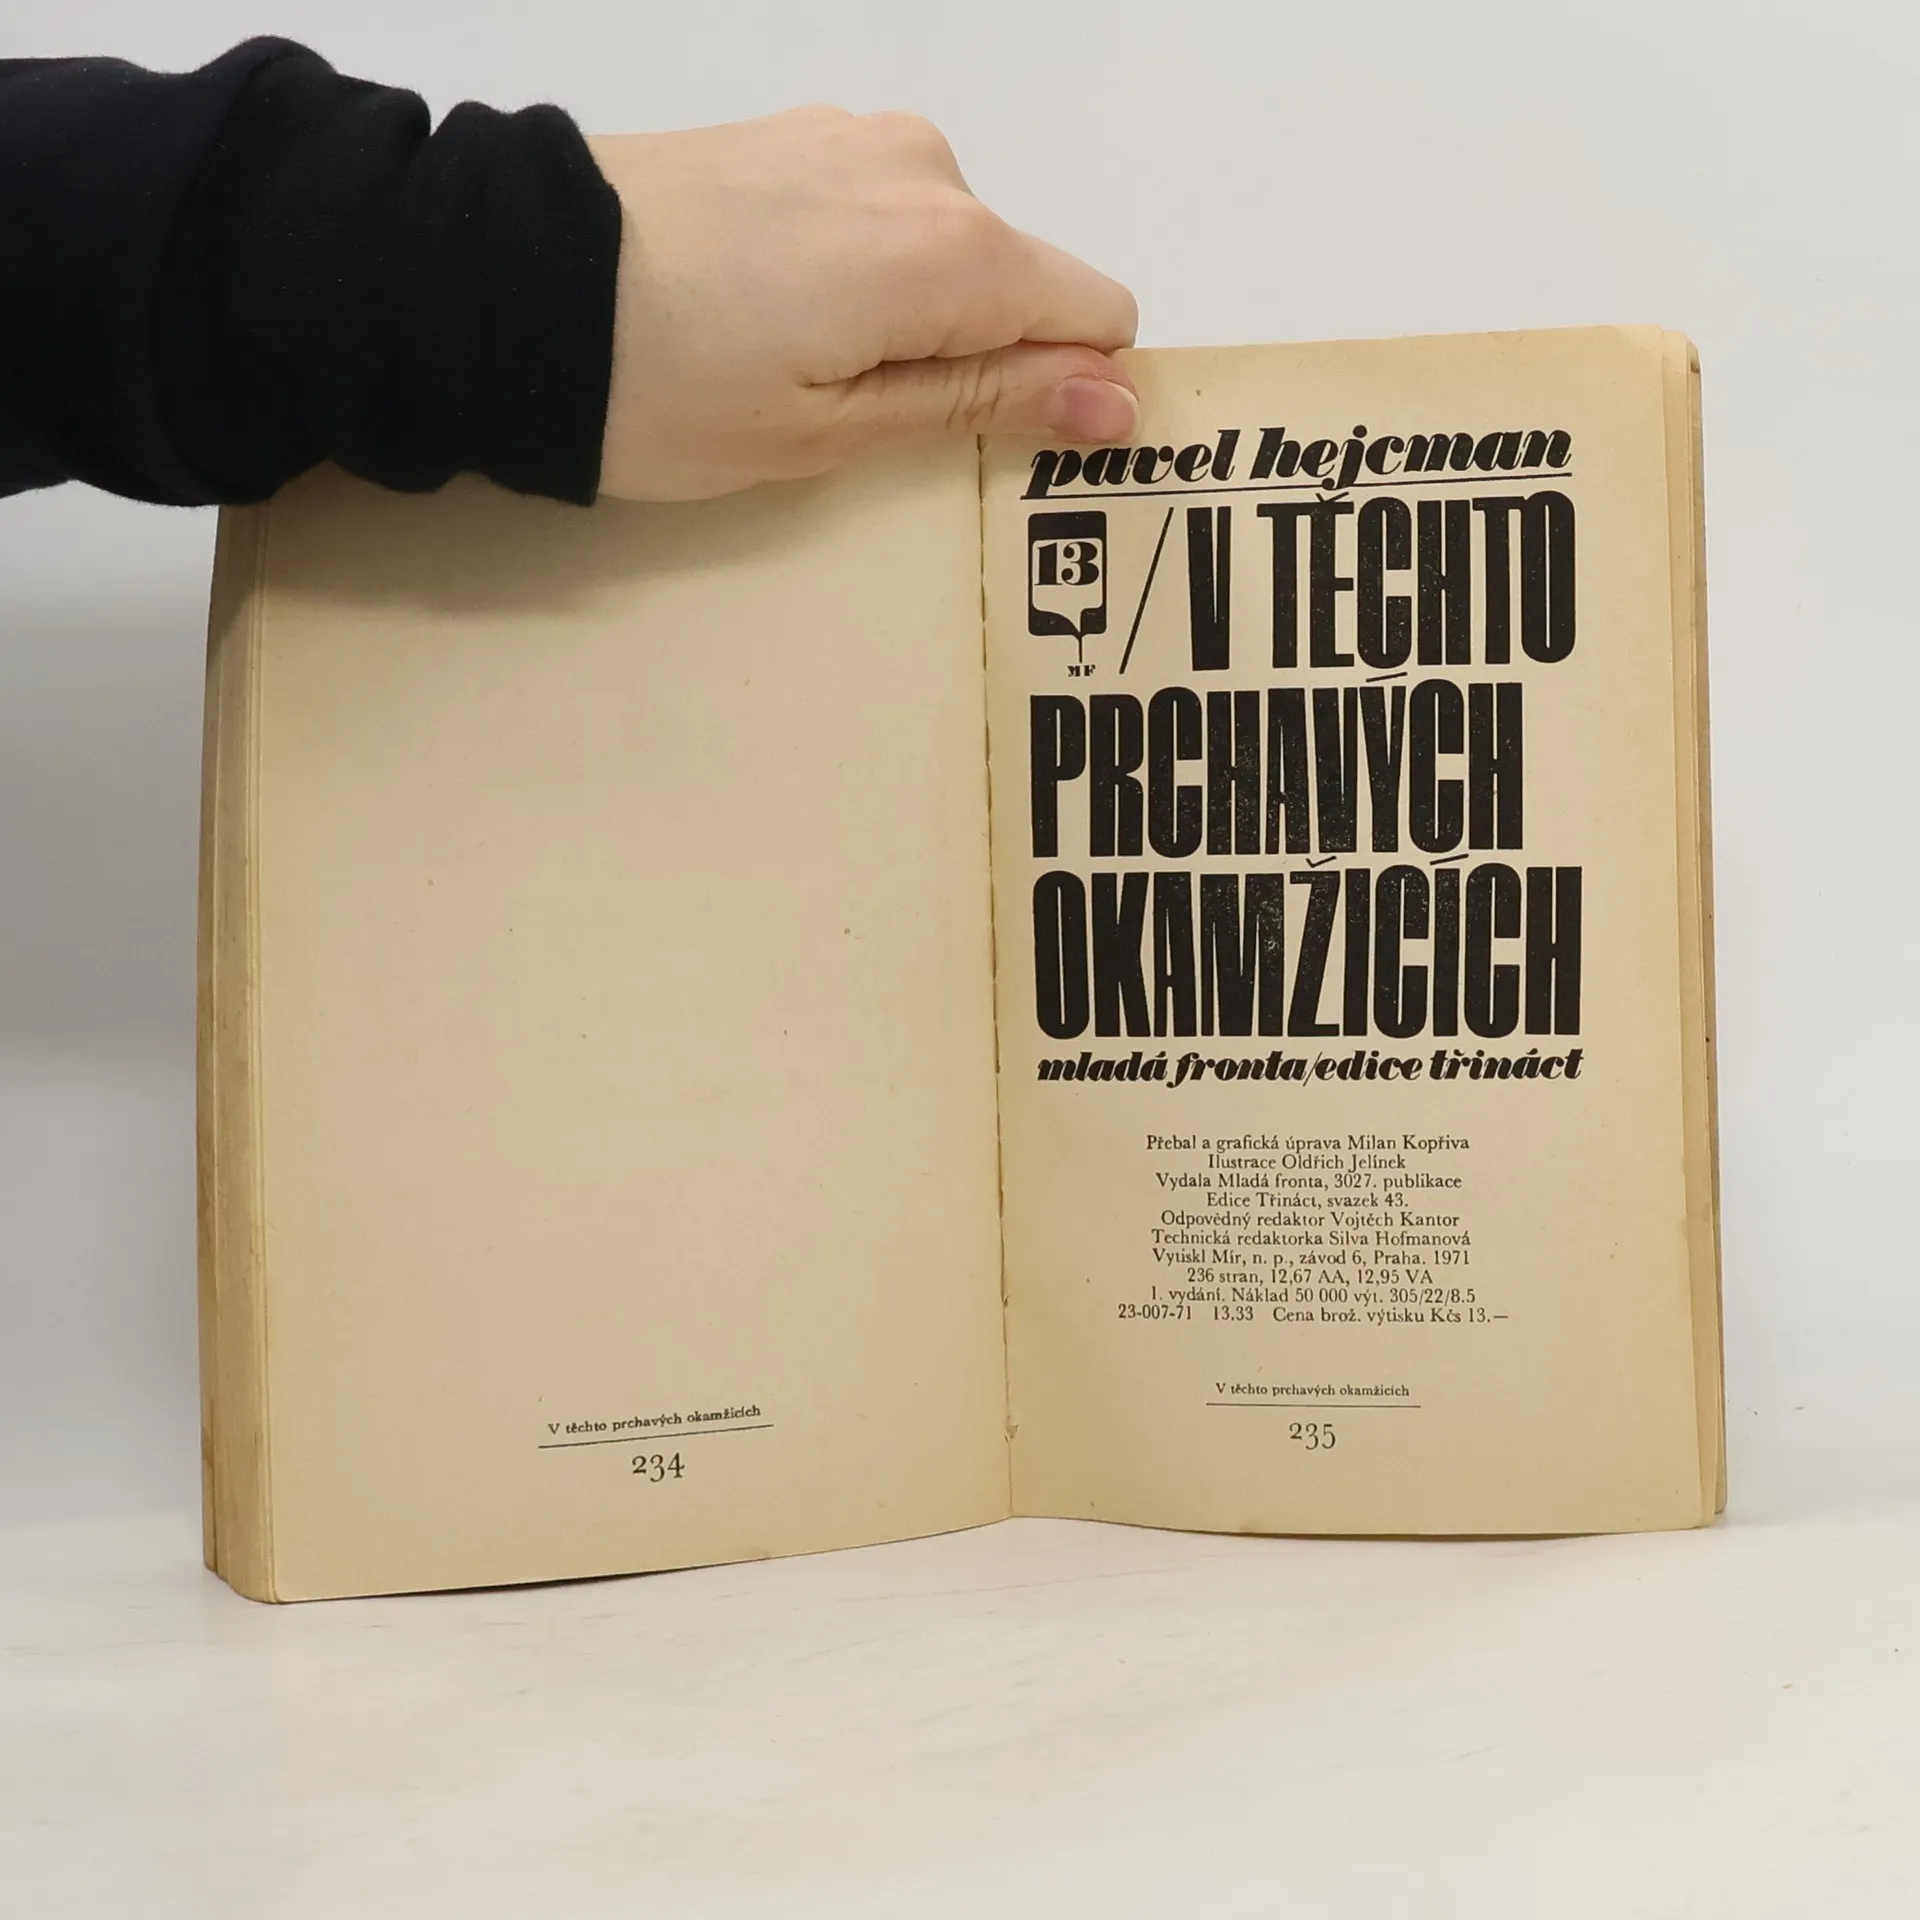 V těchto prchavých okamžicích
234
pavel hejcman
13
MF
/ V TĚCHTO
PRCHAVÝCH
OKAMŽICÍCH
mladá fronta/edice třináct
Přebal a grafická úprava Milan Kopřiva
Ilustrace Oldřich Jelínek
Vydala Mladá fronta, 3027. publikace
Edice Třináct, svazek 43.
Odpovědný redaktor Vojtěch Kantor
Technická redaktorka Silva Hofmanová
Vytiskl Mír, n. p., závod 6, Praha. 1971
236 stran, 12,67 AA, 12,95 VA
1. vydání. Náklad 50 000 výt. 305/22/8.5
23-007-71 13.33 Cena brož. výtisku Kčs 13.—
V těchto prchavých okamžicích
235